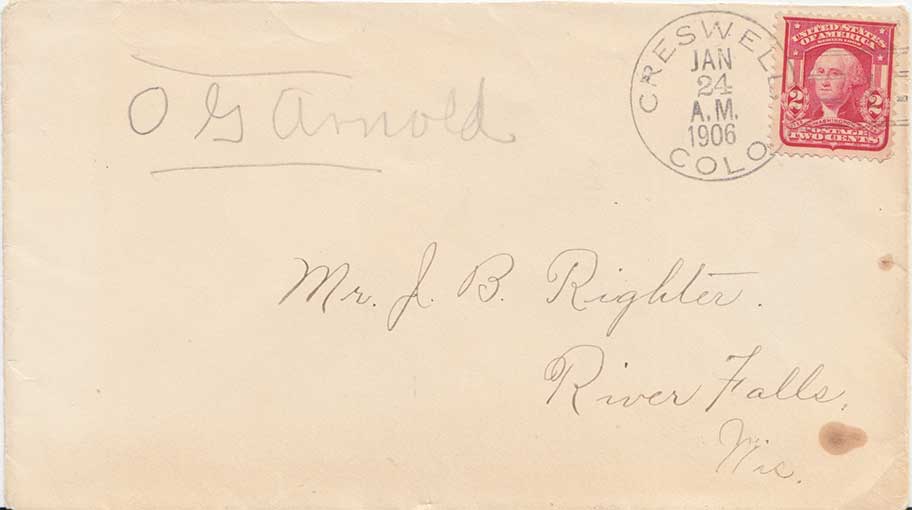 CRESWELL
JAN
24
A.M.
1906
COLO.
UNITED STATES
OF AMERICA
2 2
POSTAGE
TWO CENTS
O G Arnold
Mr. J. B. Righter.
River Falls,
Wis.